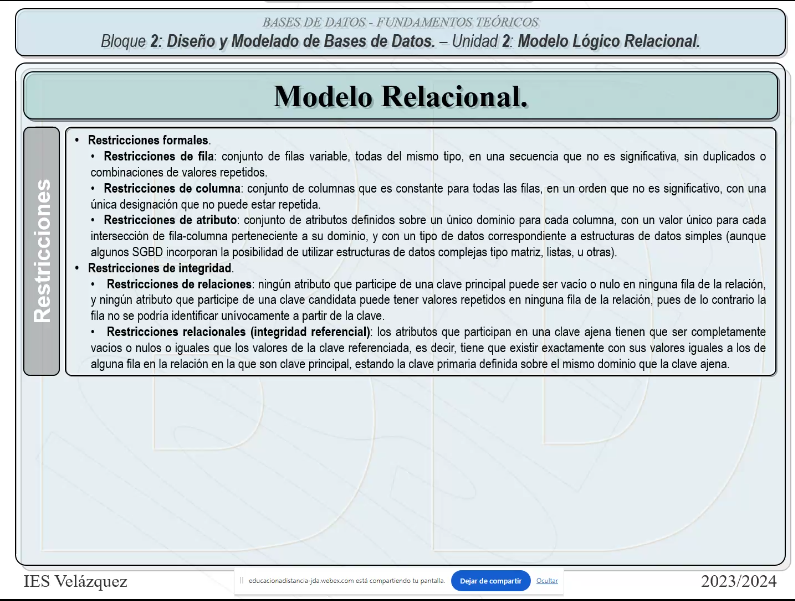 BASES DE DATOS - FUNDAMENTOS TEÓRICOS.
Bloque 2: Diseño y Modelado de Bases de Datos. – Unidad 2: Modelo Lógico Relacional.
Modelo Relacional.
Restricciones
• Restricciones formales.
• Restricciones de fila: conjunto de filas variable, todas del mismo tipo, en una secuencia que no es significativa, sin duplicados o
combinaciones de valores repetidos.
• Restricciones de columna: conjunto de columnas que es constante para todas las filas, en un orden que no es significativo, con una
única designación que no puede estar repetida.
• Restricciones de atributo: conjunto de atributos definidos sobre un único dominio para cada columna, con un valor único para cada
intersección de fila-columna perteneciente a su dominio, y con un tipo de datos correspondiente a estructuras de datos simples (aunque
algunos SGBD incorporan la posibilidad de utilizar estructuras de datos complejas tipo matriz, listas, u otras).
• Restricciones de integridad.
• Restricciones de relaciones: ningún atributo que participe de una clave principal puede ser vacío o nulo en ninguna fila de la relación,
y ningún atributo que participe de una clave candidata puede tener valores repetidos en ninguna fila de la relación, pues de lo contrario la
fila no se podría identificar univocamente a partir de la clave.
• Restricciones relacionales (integridad referencial): los atributos que participan en una clave ajena tienen que ser completamente
vacios o nulos o iguales que los valores de la clave referenciada, es decir, tiene que existir exactamente con sus valores iguales a los de
alguna fila en la relación en la que son clave principal, estando la clave primaria definida sobre el mismo dominio que la clave ajena.
IES Velázquez
educacionadistancia-jda.webex.com está compartiendo tu pantalla.
Dejar de compartir
Ocultar
2023/2024